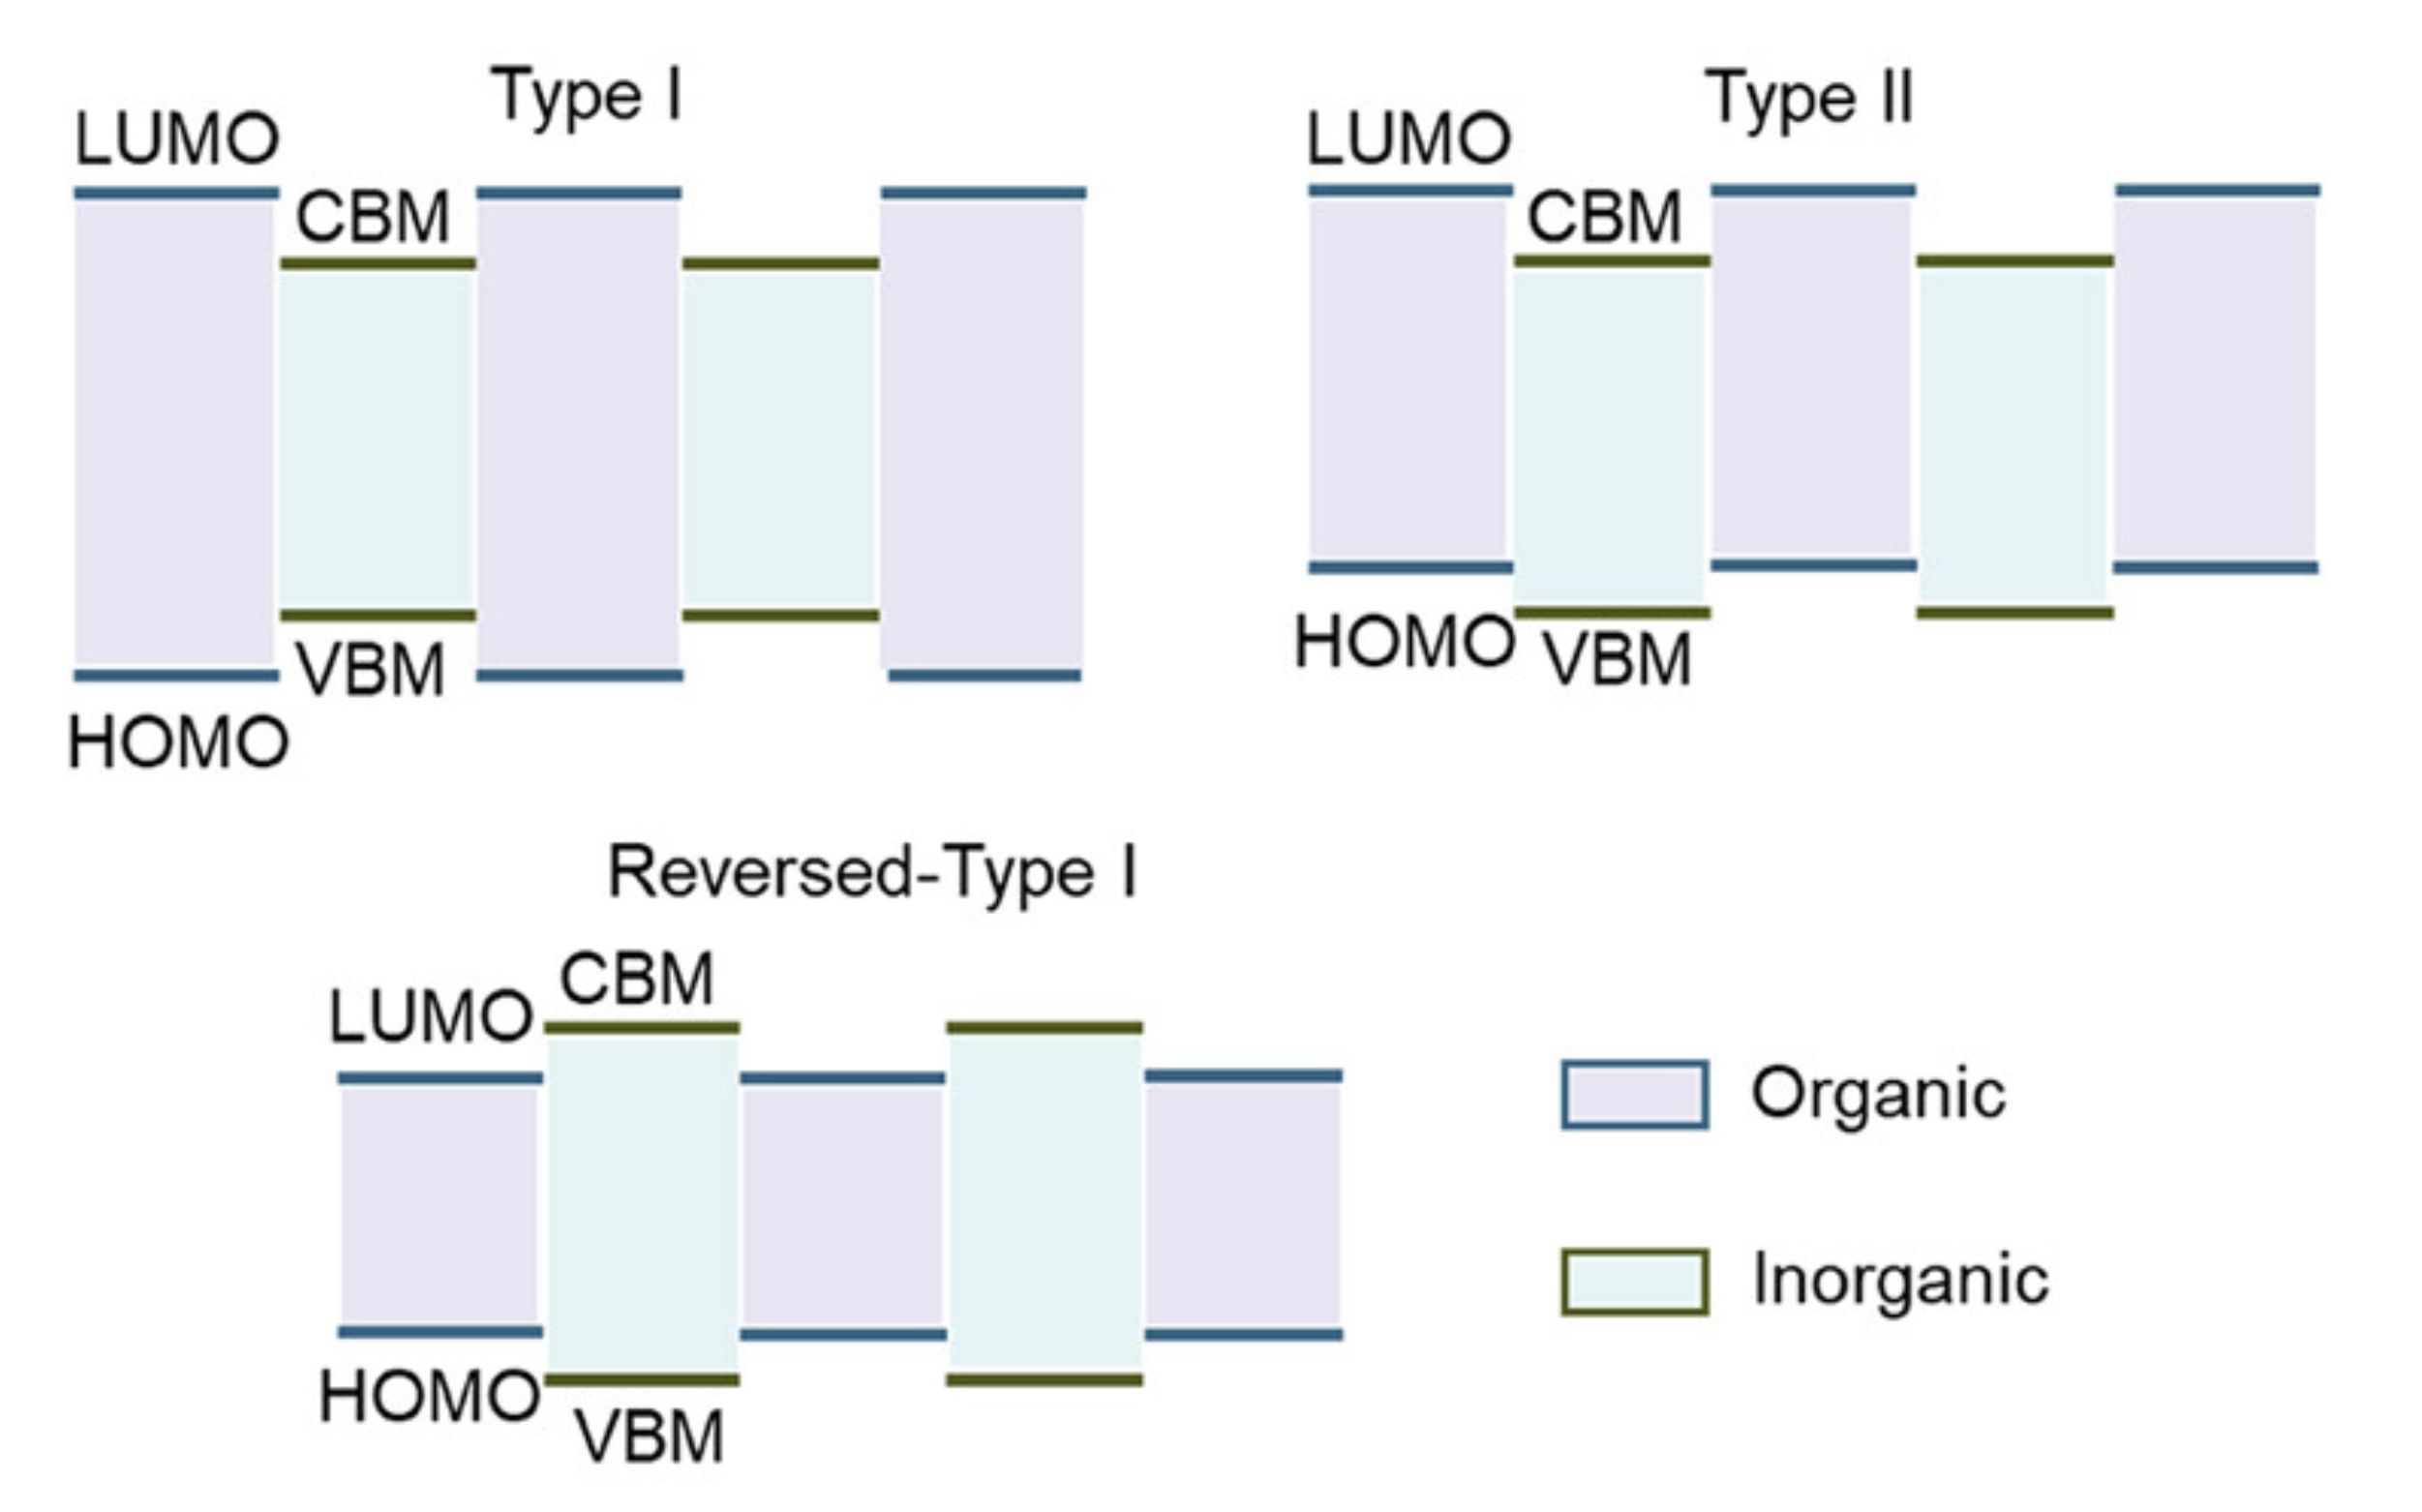 Type I
LUMO
CBM
VBM
HOMO
Type II
LUMO
CBM
HOMO
VBM
Reversed-Type I
CBM
LUMO
HOMO
VBM
Organic
Inorganic